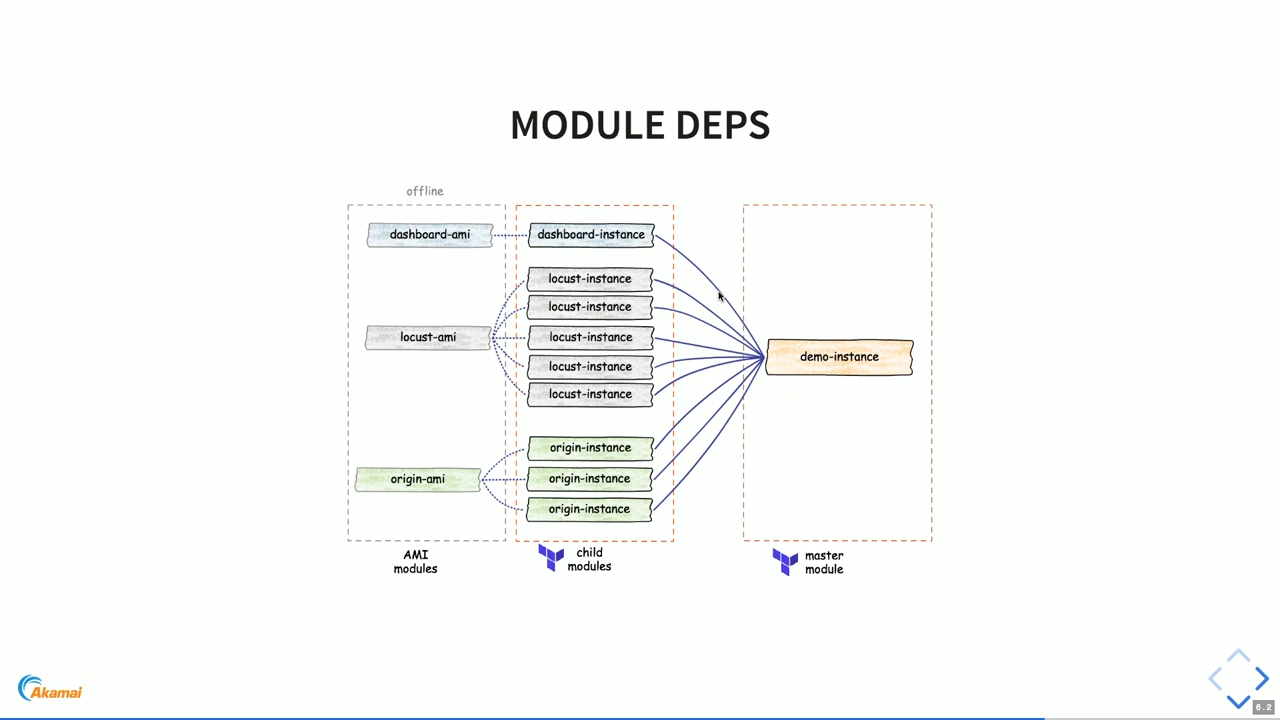 MODULE DEPS
offline
dashboard-ami
dashboard-instance
locust-instance
locust-instance
locust-ami
locust-instance
demo-instance
locust-instance
locust-instance
origin-instance
origin-ami
origin-instance
origin-instance
AMI
modules
child
modules
master
module
Akamai
6.2